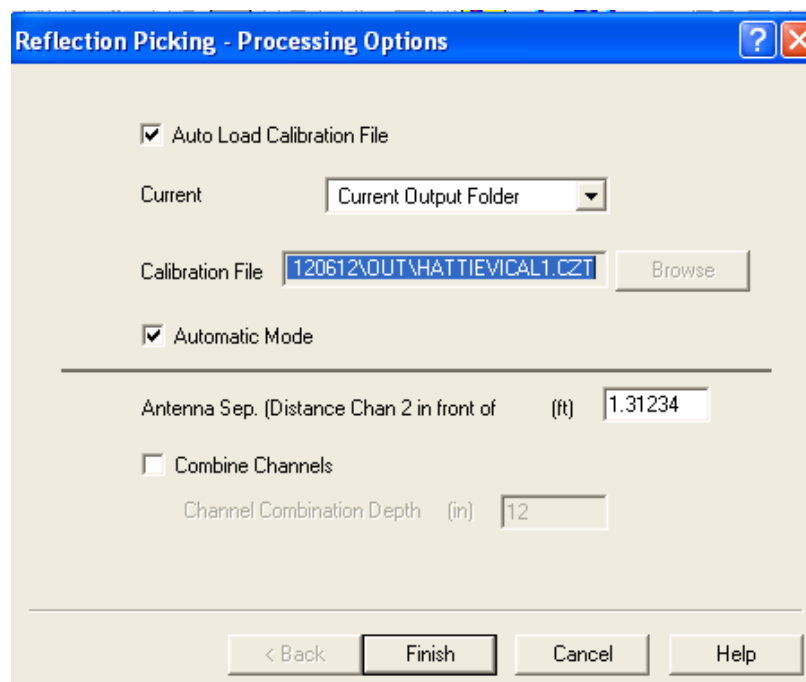 Reflection Picking - Processing Options
Auto Load Calibration File
Current Current Output Folder
Calibration File 120612\OUT\HATTIEVICAL1.CZT Browse
Automatic Mode
Antenna Sep. (Distance Chan 2 in front of (ft) 1.31234
Combine Channels
Channel Combination Depth (in) 12
< Back Finish Cancel Help